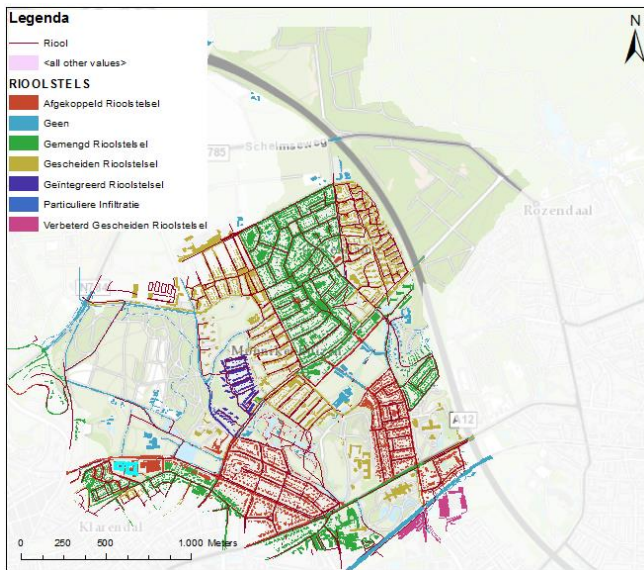 Legenda
Riool
<all other values>
RIOOLSTELS
Afgekoppeld Rioolstelsel
Geen
Gemengd Rioolstelsel
Gescheiden Rioolstelsel
Geïntegreerd Rioolstelsel
Particuliere Infiltratie
Verbeterd Gescheiden Rioolstelsel
N
785
Schelmseweg
Rozendaal
A12
Klarendal
0 250 500 1.000 Meters